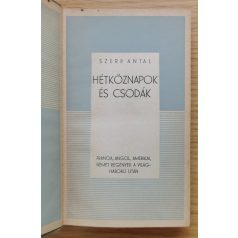 SZERB ANTAL
HÉTKÖZNAPOK
ÉS CSODÁK
FRANCIA, ANGOL, AMERIKAI,
NÉMET REGÉNYEK A VILÁG-
HÁBORÚ UTÁN